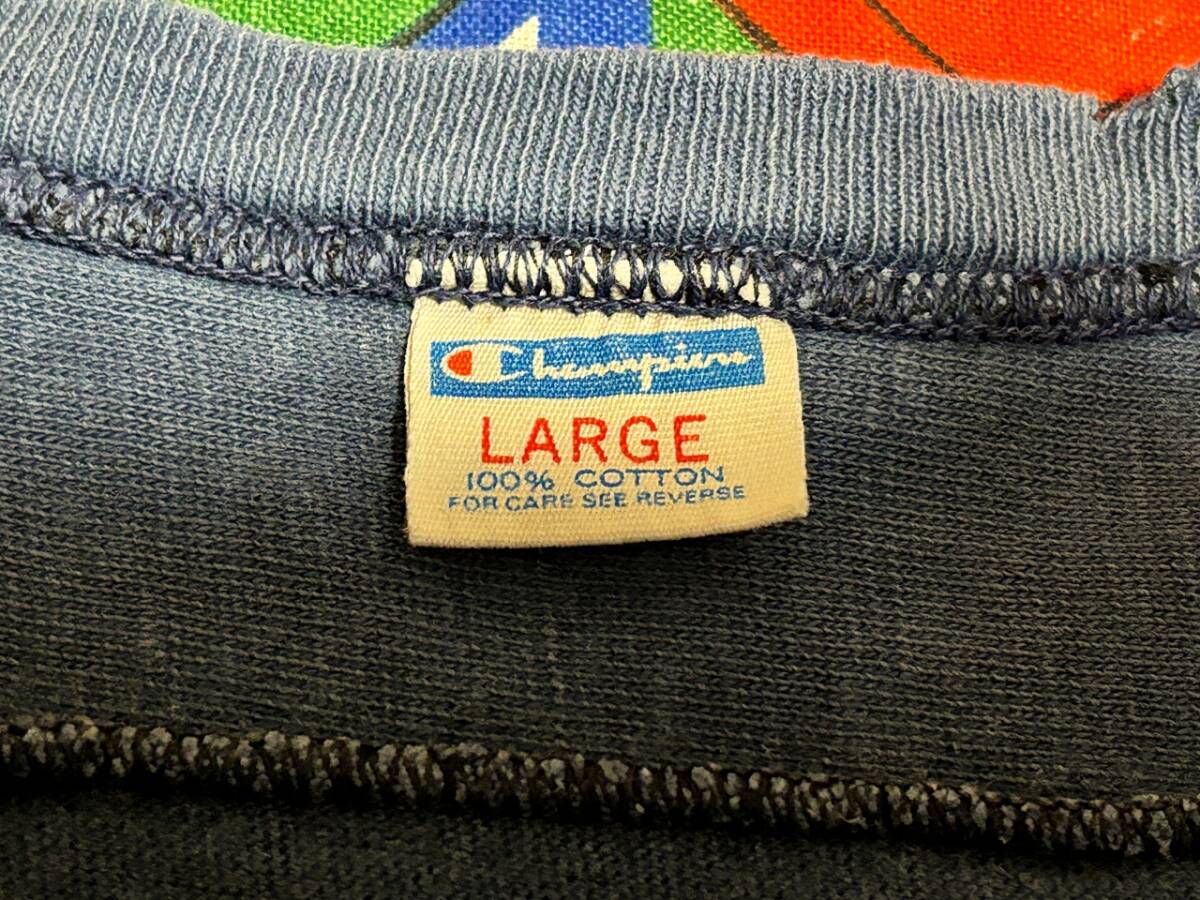 Champion
LARGE
100% COTTON
FOR CARE SEE REVERSE